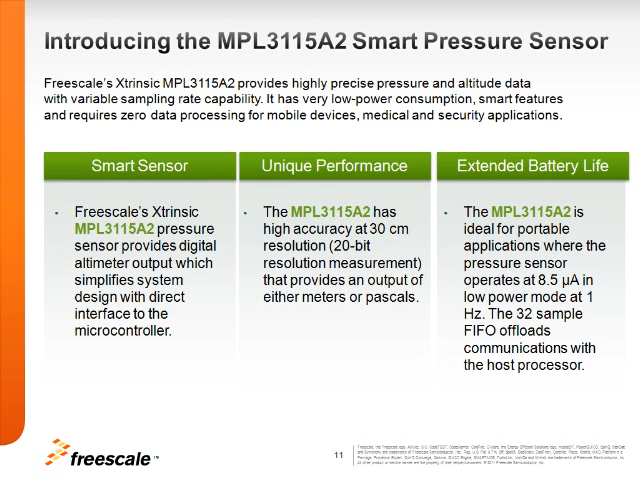 Introducing the MPL3115A2 Smart Pressure Sensor
Freescale's Xtrinsic MPL3115A2 provides highly precise pressure and altitude data
with variable sampling rate capability. It has very low-power consumption, smart features
and requires zero data processing for mobile devices, medical and security applications.
Smart Sensor
• Freescale's Xtrinsic
MPL3115A2 pressure
sensor provides digital
altimeter output which
simplifies system
design with direct
interface to the
microcontroller.
Unique Performance
• The MPL3115A2 has
high accuracy at 30 cm
resolution (20-bit
resolution measurement)
that provides an output of
either meters or pascals.
Extended Battery Life
• The MPL3115A2 is
ideal for portable
applications where the
pressure sensor
operates at 8.5 µA in
low power mode at 1
Hz. The 32 sample
FIFO offloads
communications with
the host processor.
freescale™
11